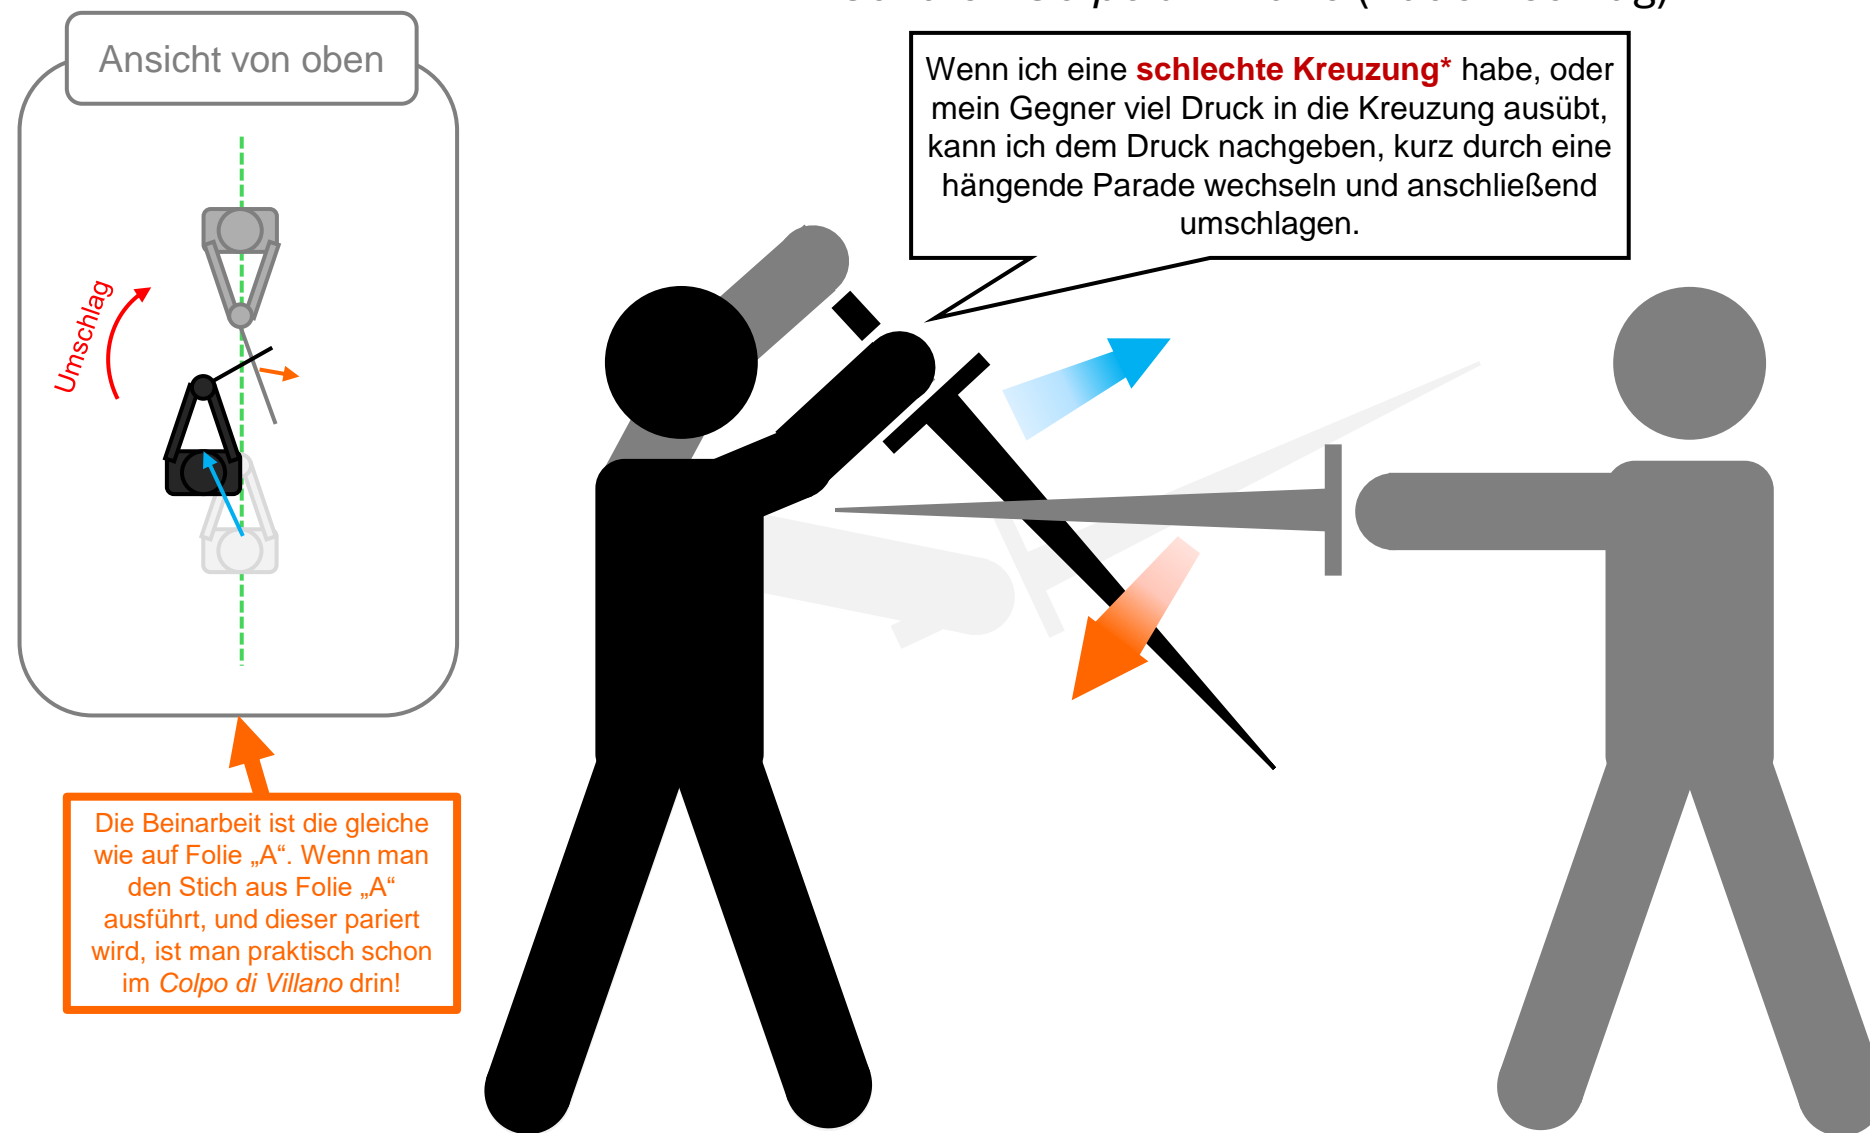 Ansicht von oben
Wenn ich eine schlechte Kreuzung* habe, oder
mein Gegner viel Druck in die Kreuzung ausübt,
kann ich dem Druck nachgeben, kurz durch eine
hängende Parade wechseln und anschließend
umschlagen.
Umschlag
Die Beinarbeit ist die gleiche
wie auf Folie „A“. Wenn man
den Stich aus Folie „A“
ausführt, und dieser pariert
wird, ist man praktisch schon
im Colpo di Villano drin!